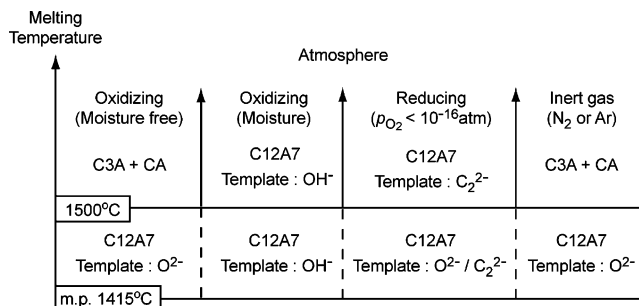 Melting
Temperature
Atmosphere
Oxidizing
(Moisture free)
Oxidizing
(Moisture)
Reducing
(pO₂ < 10⁻¹⁶atm)
Inert gas
(N₂ or Ar)
C3A + CA
C12A7
Template : OH⁻
C12A7
Template : C₂²⁻
C3A + CA
1500°C
C12A7
Template : O²⁻
C12A7
Template : OH⁻
C12A7
Template : O²⁻ / C₂²⁻
C12A7
Template : O²⁻
m.p. 1415°C